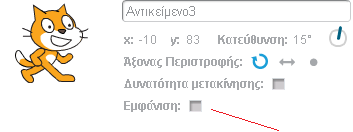 Αντικείμενο3
x: -10 y: 83 Κατεύθυνση: 15°
Άξονας Περιστροφής:
Δυνατότητα μετακίνησης:
Εμφάνιση: